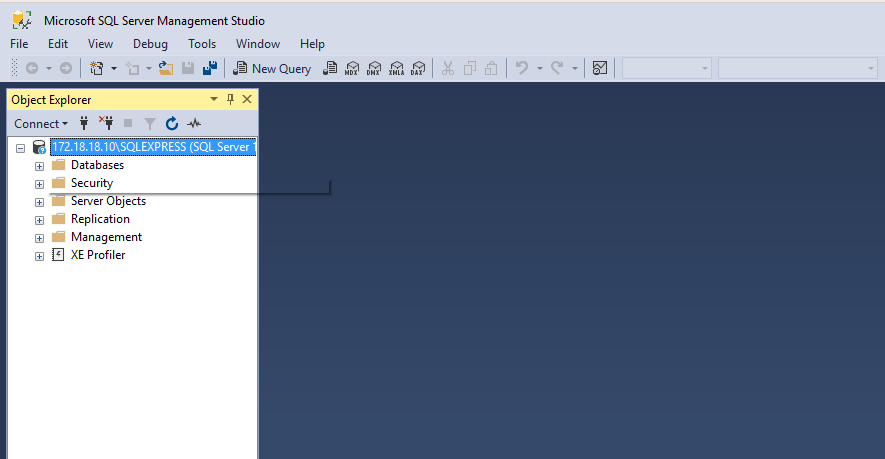 Microsoft SQL Server Management Studio
File Edit View Debug Tools Window Help
New Query MDX DMX XMLA DAX
Object Explorer
Connect
172.18.18.10\SQLEXPRESS (SQL Server 1
Databases
Security
Server Objects
Replication
Management
XE Profiler